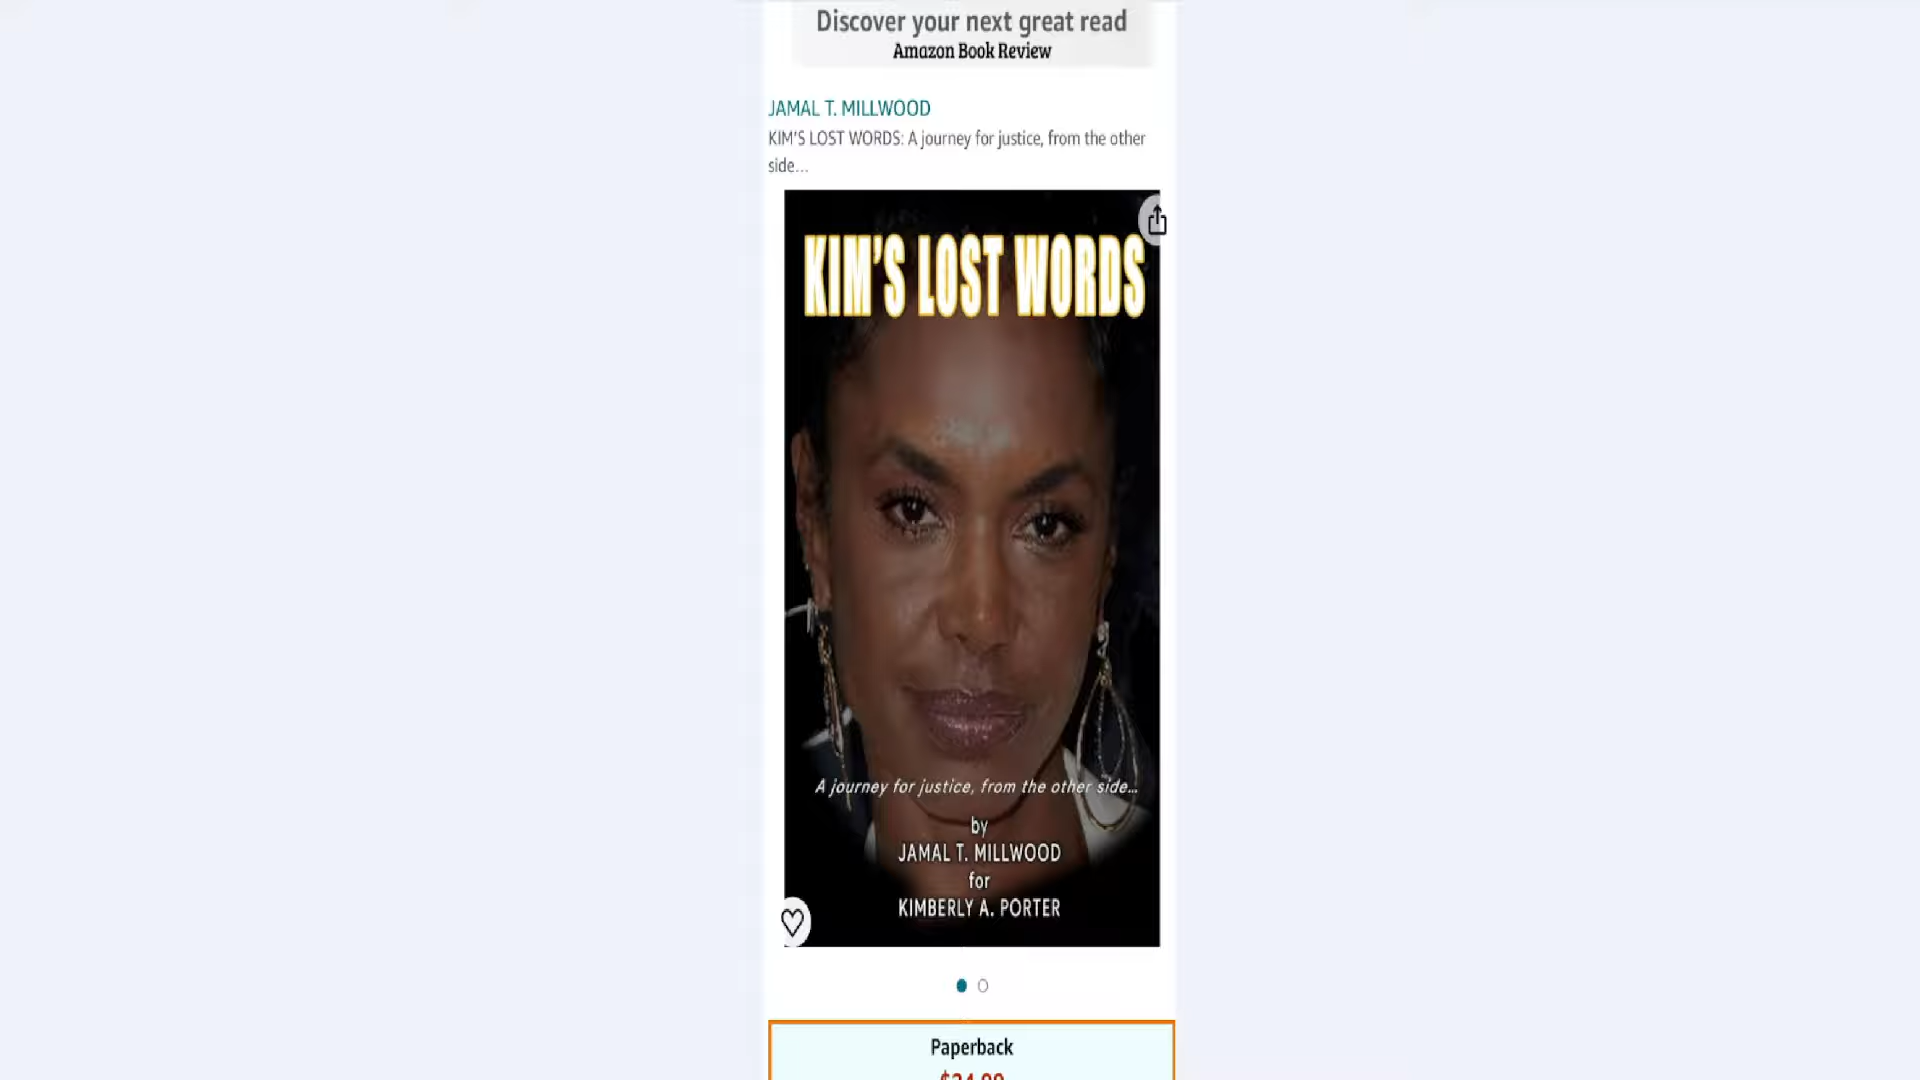 Discover your next great read
Amazon Book Review
JAMAL T. MILLWOOD
KIM'S LOST WORDS: A journey for justice, from the other
side...
KIM'S LOST WORDS
A journey for justice, from the other side...
by
JAMAL T. MILLWOOD
for
KIMBERLY A. PORTER
Paperback